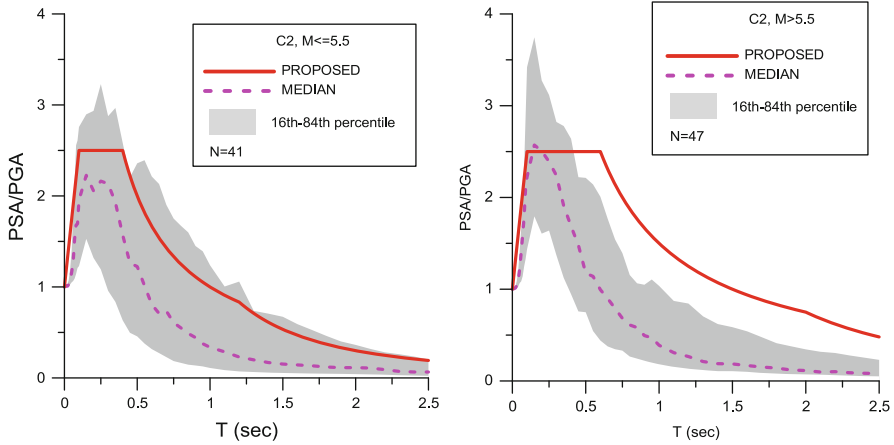 C2, M<=5.5
PROPOSED
MEDIAN
16th-84th percentile
N=41
PSA/PGA
4
3
2
1
0
0 0.5 1 1.5 2 2.5
T (sec)
C2, M>5.5
PROPOSED
MEDIAN
16th-84th percentile
N=47
PSA/PGA
4
3
2
1
0
0 0.5 1 1.5 2 2.5
T (sec)